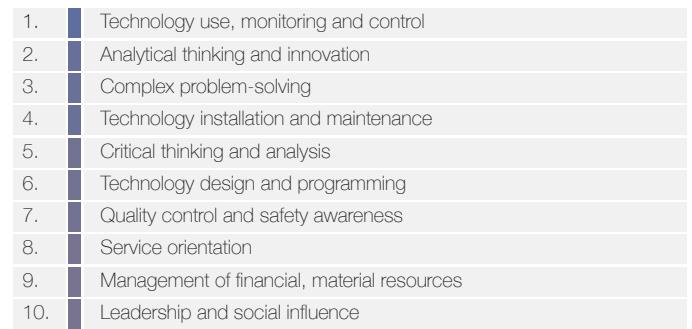 1. Technology use, monitoring and control
2. Analytical thinking and innovation
3. Complex problem-solving
4. Technology installation and maintenance
5. Critical thinking and analysis
6. Technology design and programming
7. Quality control and safety awareness
8. Service orientation
9. Management of financial, material resources
10. Leadership and social influence